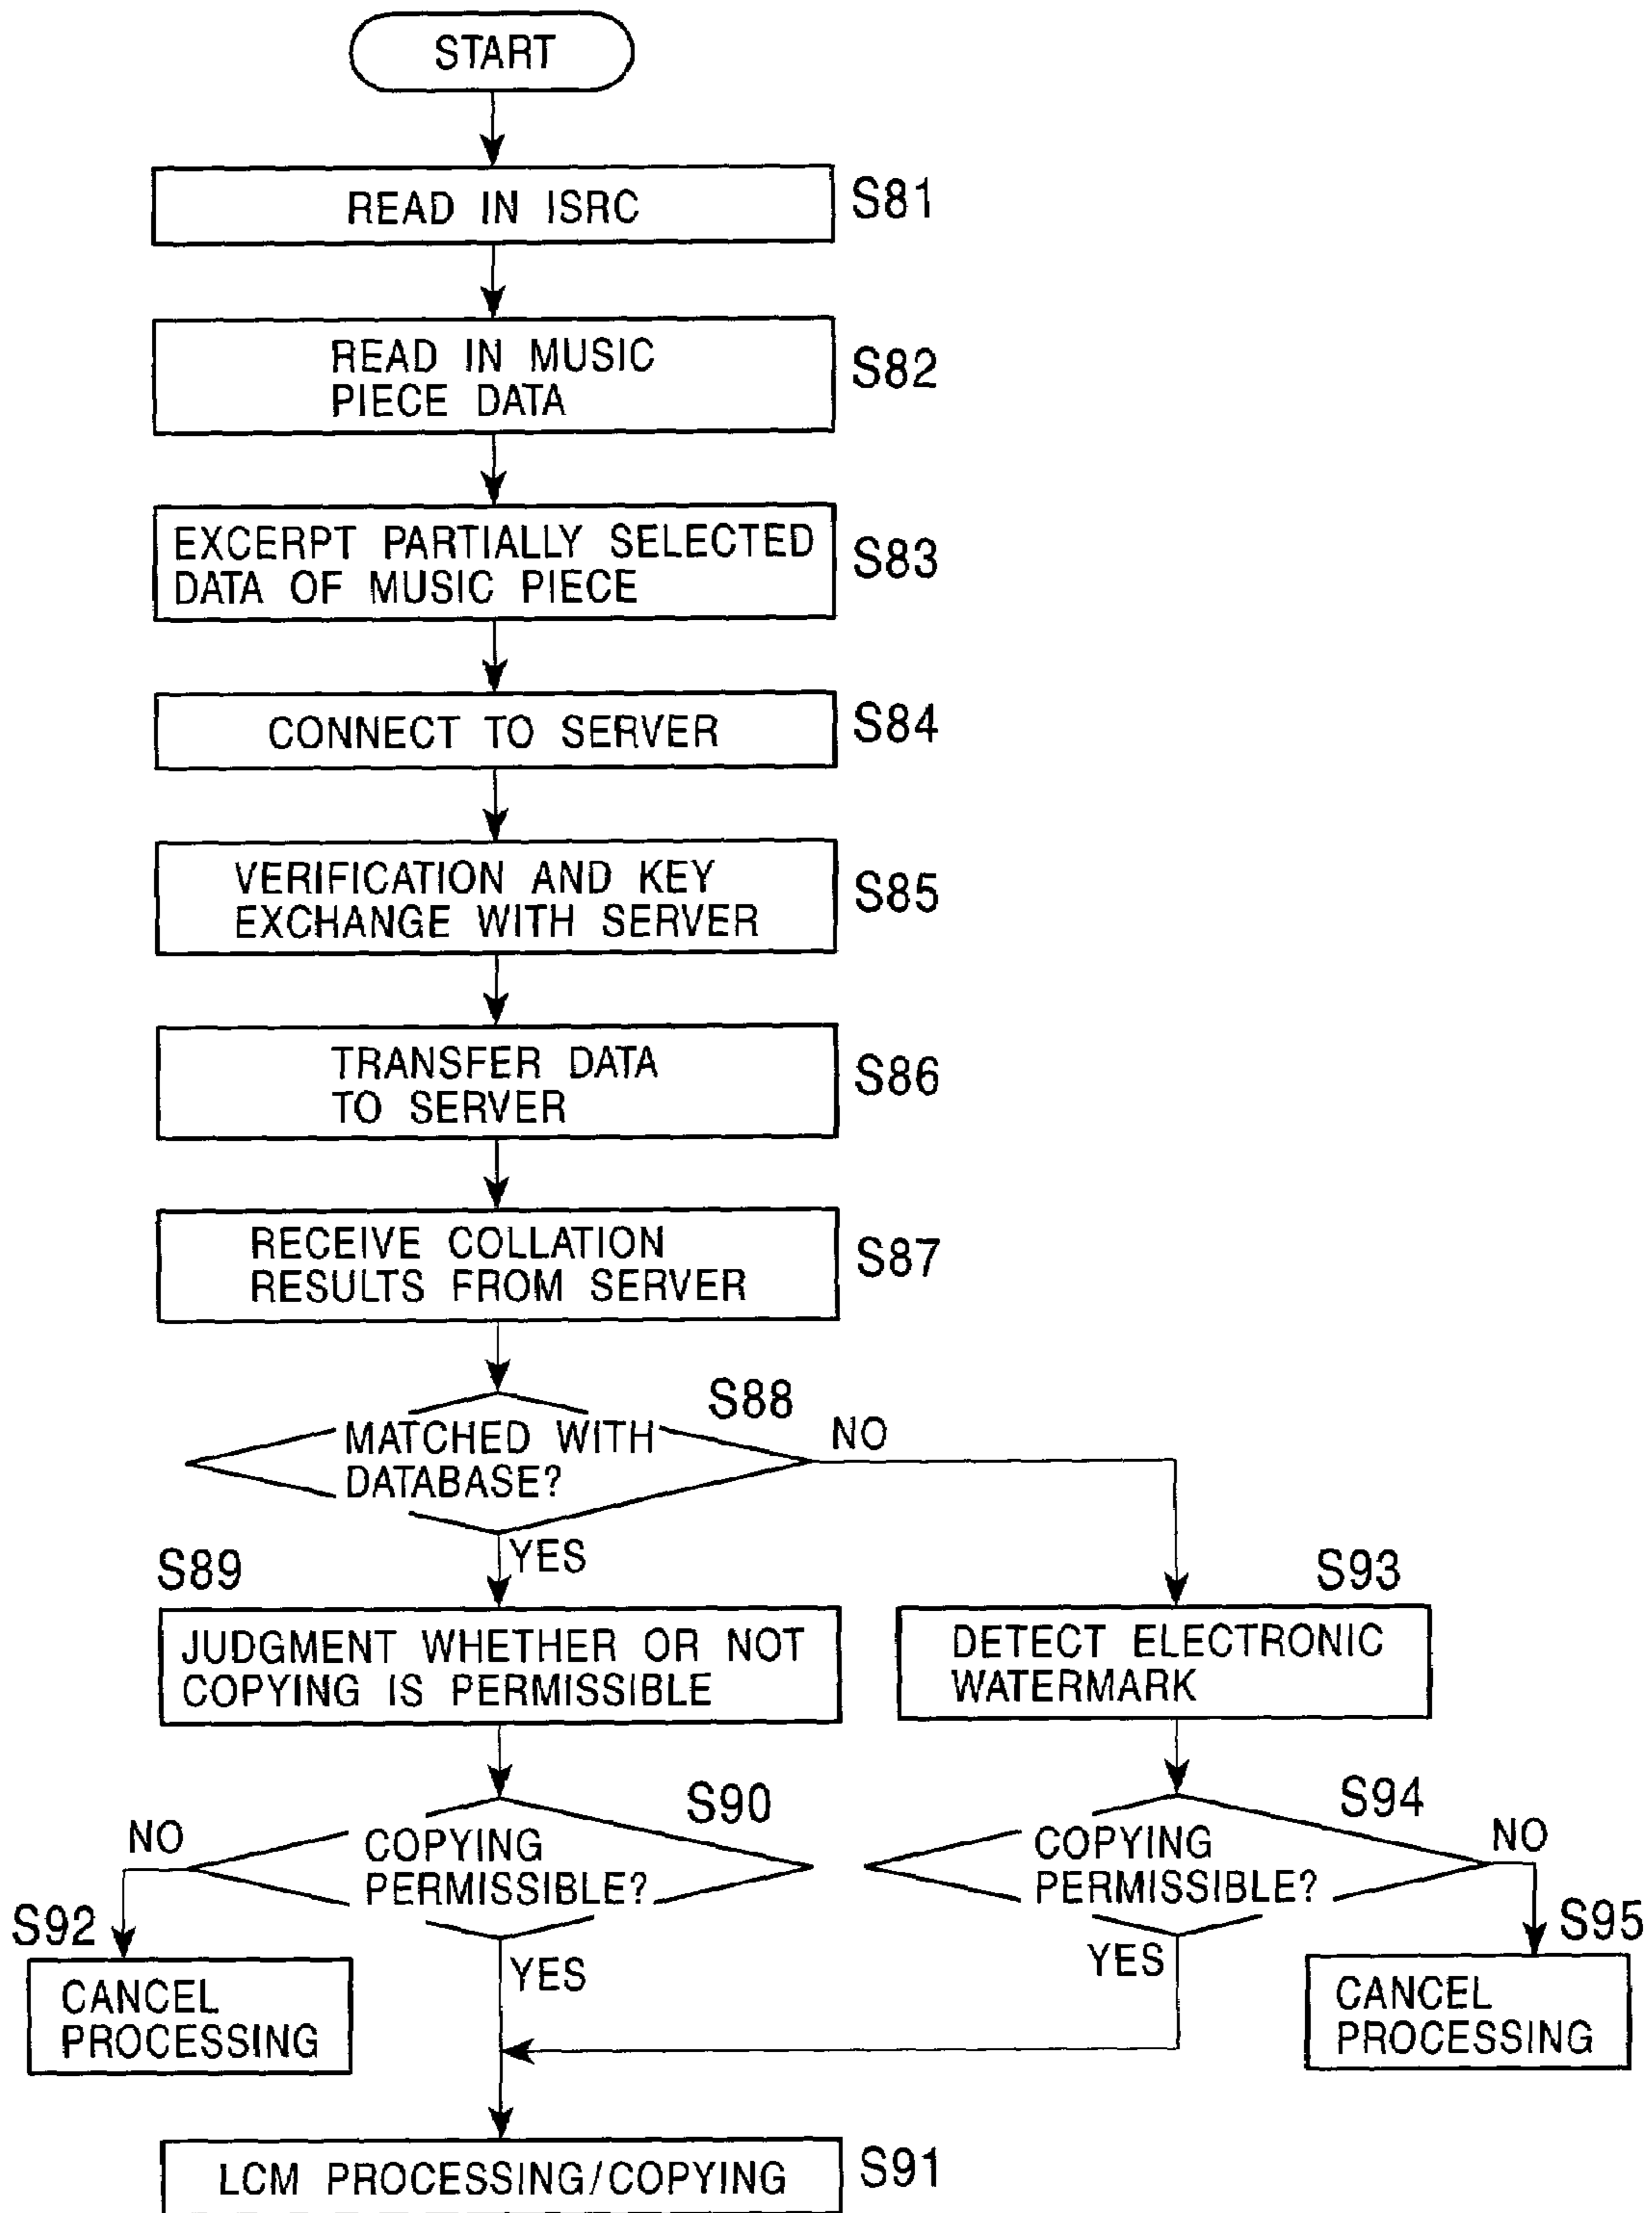 START
READ IN ISRC
S81
READ IN MUSIC
PIECE DATA
S82
EXCERPT PARTIALLY SELECTED
DATA OF MUSIC PIECE
S83
CONNECT TO SERVER
S84
VERIFICATION AND KEY
EXCHANGE WITH SERVER
S85
TRANSFER DATA
TO SERVER
S86
RECEIVE COLLATION
RESULTS FROM SERVER
S87
S88
MATCHED WITH
DATABASE?
NO
YES
S89
JUDGMENT WHETHER OR NOT
COPYING IS PERMISSIBLE
S93
DETECT ELECTRONIC
WATERMARK
S90
COPYING
PERMISSIBLE?
NO
YES
S94
COPYING
PERMISSIBLE?
NO
YES
S92
CANCEL
PROCESSING
S95
CANCEL
PROCESSING
LCM PROCESSING/COPYING
S91